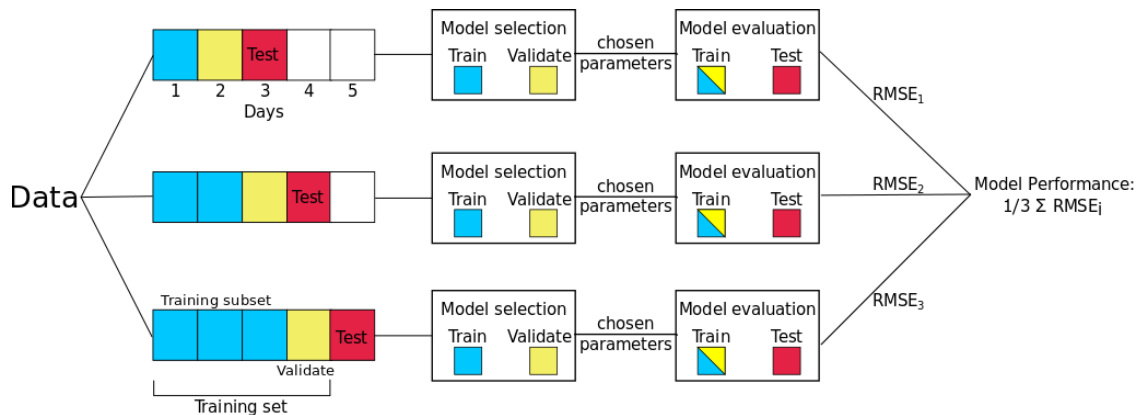 Data
Test
1 2 3 4 5
Days
Model selection
Train Validate
chosen
parameters
Model evaluation
Train Test
RMSE₁
Test
Model selection
Train Validate
chosen
parameters
Model evaluation
Train Test
RMSE₂
Training subset
Test
Validate
Training set
Model selection
Train Validate
chosen
parameters
Model evaluation
Train Test
RMSE₃
Model Performance:
1/3 Σ RMSEᵢ